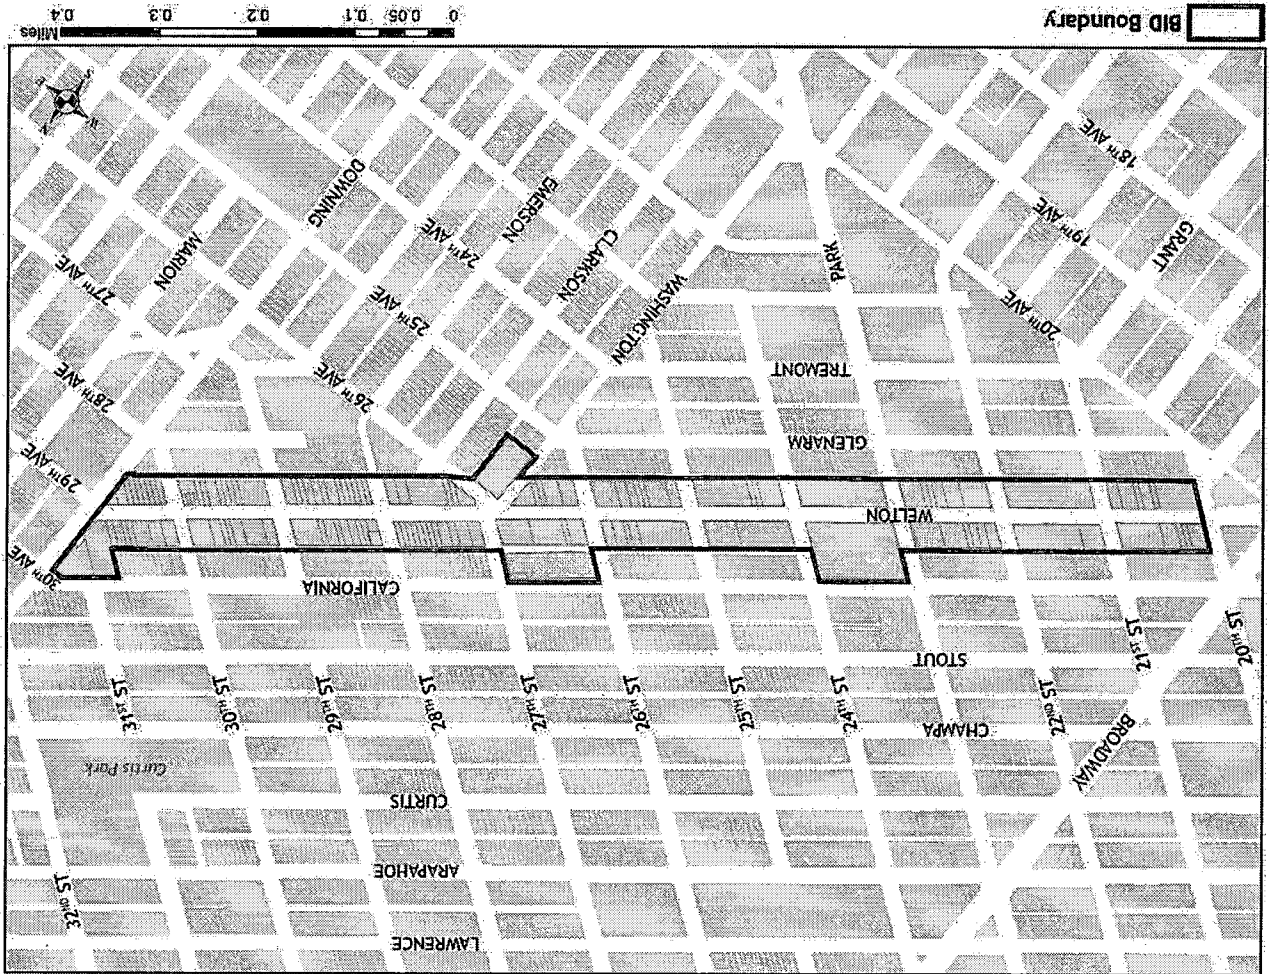 LAWRENCE
32ND ST
ARAPAHOE
CURTIS
Curtis Park
BROADWAY
CHAMPA
20TH ST
21ST ST
22ND ST
24TH ST
25TH ST
26TH ST
27TH ST
28TH ST
29TH ST
30TH ST
31ST ST
STOUT
CALIFORNIA
30TH AVE
WELTON
29TH AVE
GLENARM
28TH AVE
TREMONT
26TH AVE
20TH AVE
WASHINGTON
25TH AVE
27TH AVE
GRANT
19TH AVE
PARK
CLARKSON
24TH AVE
MARION
EMERSON
DOWNING
18TH AVE
N
E
S
W
BID Boundary
0 0.05 0.1 0.2 0.3 0.4
Miles